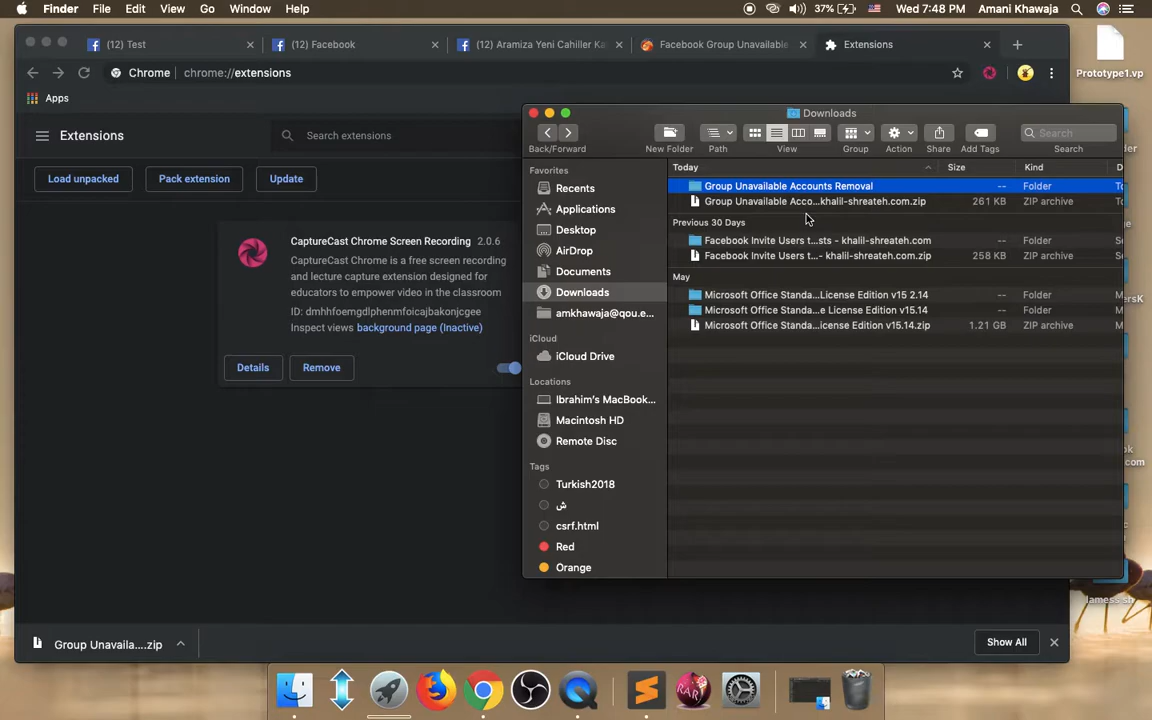 Finder File Edit View Go Window Help
37% Wed 7:48 PM Amani Khawaja
(12) Test
(12) Facebook
(12) Aramiza Yeni Cahiller Ka
Facebook Group Unavailable
Extensions
Chrome chrome://extensions
Apps
Extensions
Search extensions
Load unpacked
Pack extension
Update
CaptureCast Chrome Screen Recording 2.0.6
CaptureCast Chrome is a free screen recording
and lecture capture extension designed for
educators to empower video in the classroom
ID: dmhhfoemgdlphenmfoicajbakonjcgee
Inspect views background page (Inactive)
Details
Remove
Group Unavaila....zip
Show All
Prototype1.vp
Downloads
Back/Forward
New Folder
Path
View
Group
Action
Share
Add Tags
Search
Search
Favorites
Recents
Applications
Desktop
AirDrop
Documents
Downloads
amkhawaja@qou.e...
iCloud
iCloud Drive
Locations
Ibrahim's MacBook...
Macintosh HD
Remote Disc
Tags
Turkish2018
ش
csrf.html
Red
Orange
Today Size Kind D
Group Unavailable Accounts Removal -- Folder
Group Unavailable Acco...khalil-shreateh.com.zip 261 KB ZIP archive
Previous 30 Days
Facebook Invite Users t...sts - khalil-shreateh.com -- Folder
Facebook Invite Users t...- khalil-shreateh.com.zip 258 KB ZIP archive
May
Microsoft Office Standa...License Edition v15 2.14 -- Folder
Microsoft Office Standa...e License Edition v15.14 -- Folder
Microsoft Office Standa...icense Edition v15.14.zip 1.21 GB ZIP archive
RAR